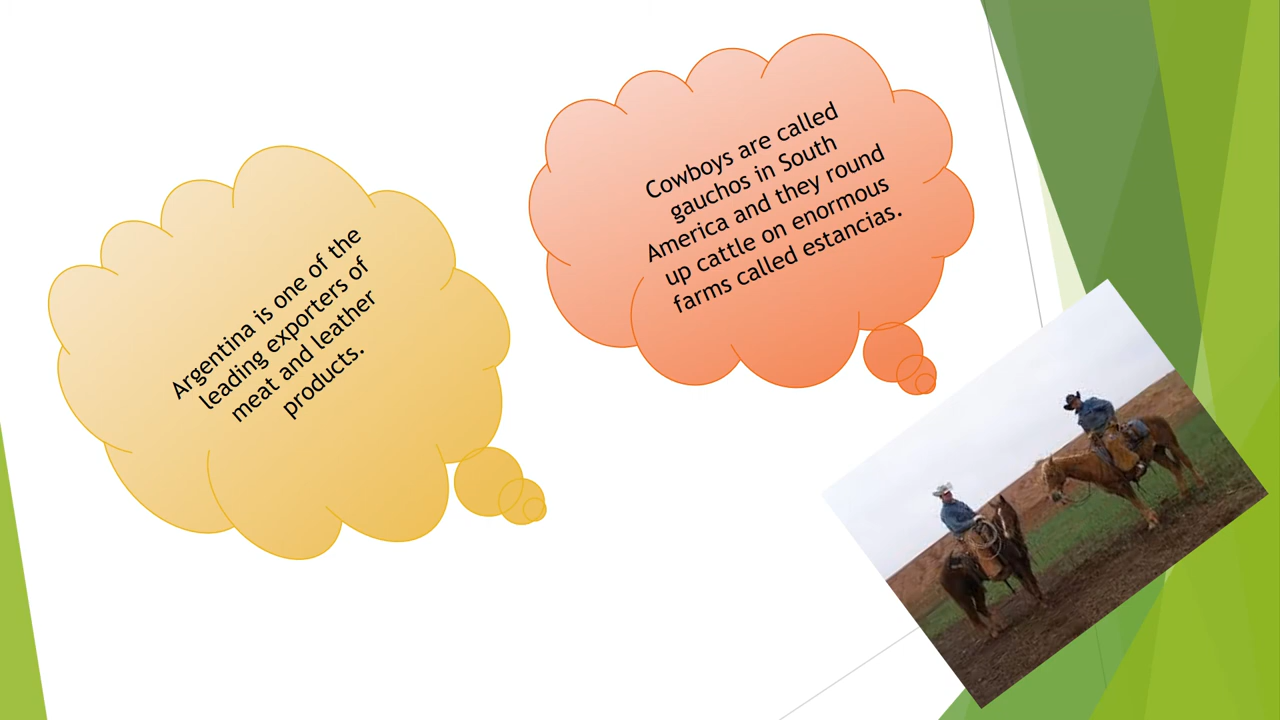 Argentina is one of the
leading exporters of
meat and leather
products.
Cowboys are called
gauchos in South
America and they round
up cattle on enormous
farms called estancias.